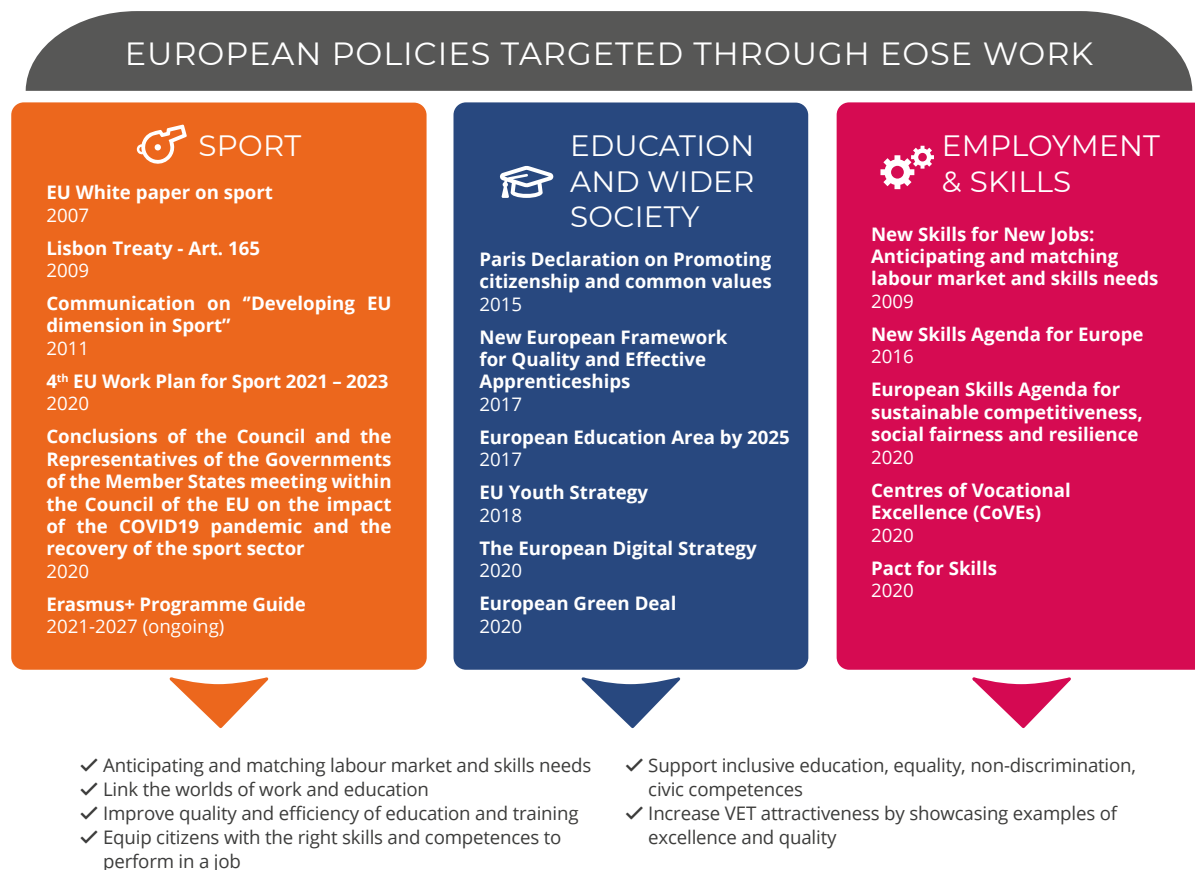 EUROPEAN POLICIES TARGETED THROUGH EOSE WORK
SPORT
EU White paper on sport
2007
Lisbon Treaty - Art. 165
2009
Communication on “Developing EU
dimension in Sport”
2011
4th EU Work Plan for Sport 2021 – 2023
2020
Conclusions of the Council and the
Representatives of the Governments
of the Member States meeting within
the Council of the EU on the impact
of the COVID19 pandemic and the
recovery of the sport sector
2020
Erasmus+ Programme Guide
2021-2027 (ongoing)
EDUCATION
AND WIDER
SOCIETY
Paris Declaration on Promoting
citizenship and common values
2015
New European Framework
for Quality and Effective
Apprenticeships
2017
European Education Area by 2025
2017
EU Youth Strategy
2018
The European Digital Strategy
2020
European Green Deal
2020
EMPLOYMENT
& SKILLS
New Skills for New Jobs:
Anticipating and matching
labour market and skills needs
2009
New Skills Agenda for Europe
2016
European Skills Agenda for
sustainable competitiveness,
social fairness and resilience
2020
Centres of Vocational
Excellence (CoVEs)
2020
Pact for Skills
2020
✓ Anticipating and matching labour market and skills needs
✓ Link the worlds of work and education
✓ Improve quality and efficiency of education and training
✓ Equip citizens with the right skills and competences to
perform in a job
✓ Support inclusive education, equality, non-discrimination,
civic competences
✓ Increase VET attractiveness by showcasing examples of
excellence and quality